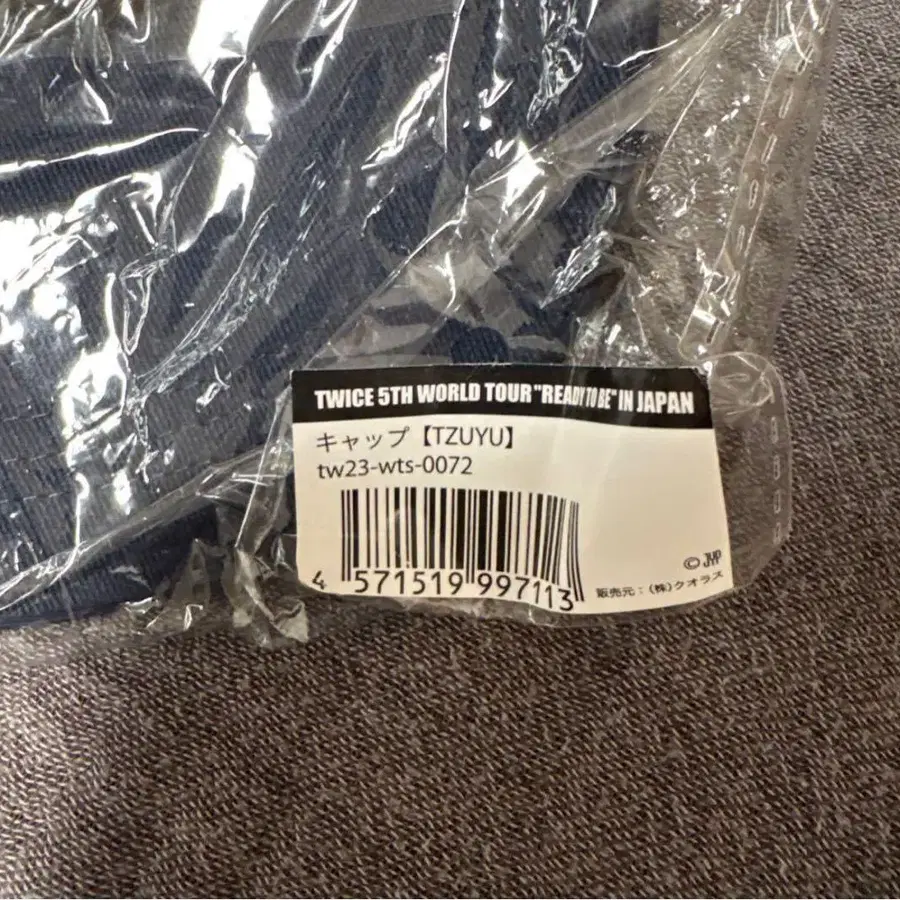 TWICE 5TH WORLD TOUR "READY TO BE" IN JAPAN
キャップ【TZUYU】
tw23-wts-0072
4 571519 997113
© JYP
販売元：(株)クオラス